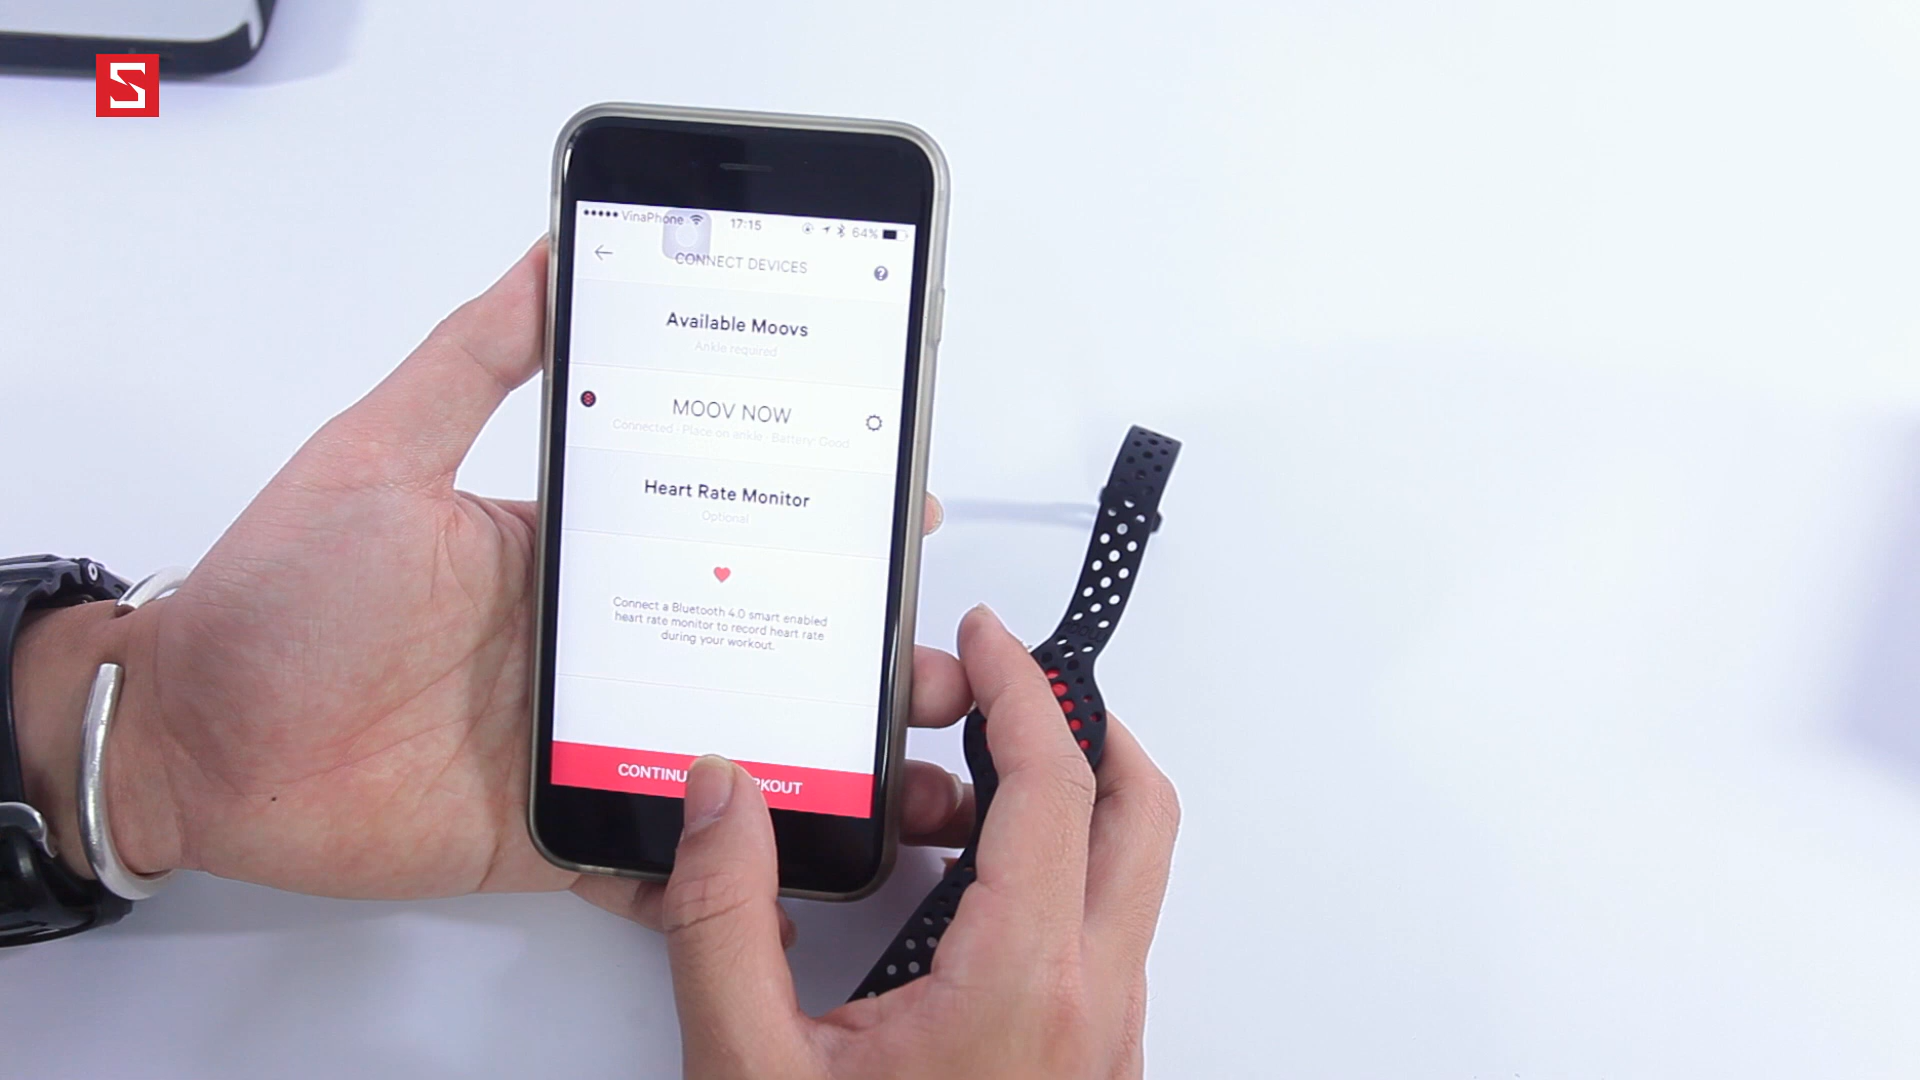 S
VinaPhone 17:15 64%
CONNECT DEVICES
Available Moovs
Ankle required
MOOV NOW
Connected · Place on ankle · Battery: Good
Heart Rate Monitor
Optional
Connect a Bluetooth 4.0 smart enabled
heart rate monitor to record heart rate
during your workout.
CONTINU RKOUT
moov